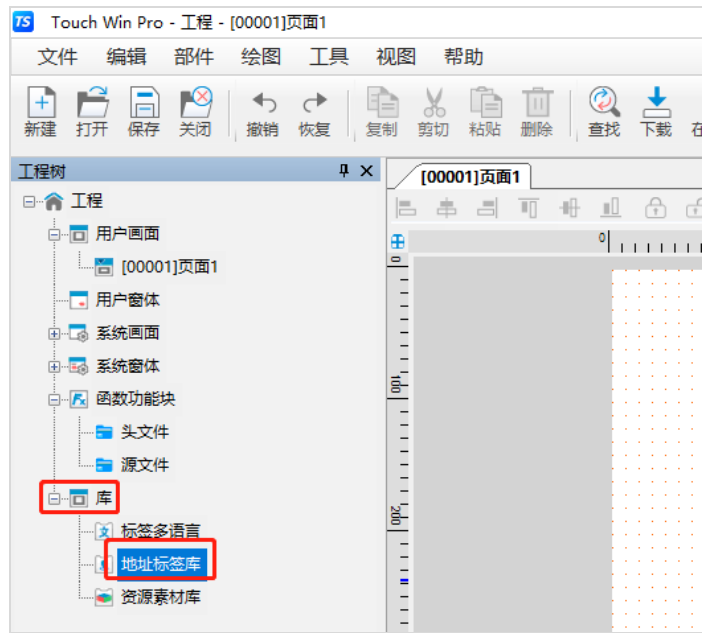 TS Touch Win Pro - 工程 - [00001]页面1
文件 编辑 部件 绘图 工具 视图 帮助
新建 打开 保存 关闭 撤销 恢复 复制 剪切 粘贴 删除 查找 下载
工程树
[00001]页面1
工程
用户画面
[00001]页面1
用户窗体
系统画面
系统窗体
函数功能块
头文件
源文件
库
标签多语言
地址标签库
资源素材库
0
0
100
200